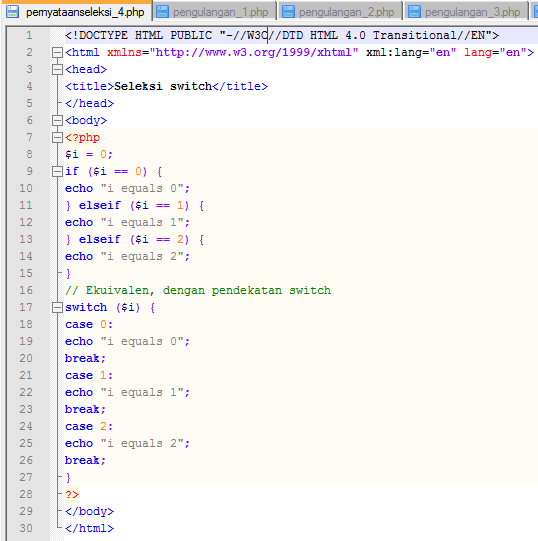 pernyataanseleksi_4.php pengulangan_1.php pengulangan_2.php pengulangan_3.php
1 <!DOCTYPE HTML PUBLIC "-//W3C//DTD HTML 4.0 Transitional//EN">
2 <html xmlns="http://www.w3.org/1999/xhtml" xml:lang="en" lang="en">
3 <head>
4 <title>Seleksi switch</title>
5 </head>
6 <body>
7 <?php
8 $i = 0;
9 if ($i == 0) {
10 echo "i equals 0";
11 } elseif ($i == 1) {
12 echo "i equals 1";
13 } elseif ($i == 2) {
14 echo "i equals 2";
15 }
16 // Ekuivalen, dengan pendekatan switch
17 switch ($i) {
18 case 0:
19 echo "i equals 0";
20 break;
21 case 1:
22 echo "i equals 1";
23 break;
24 case 2:
25 echo "i equals 2";
26 break;
27 }
28 ?>
29 </body>
30 </html>